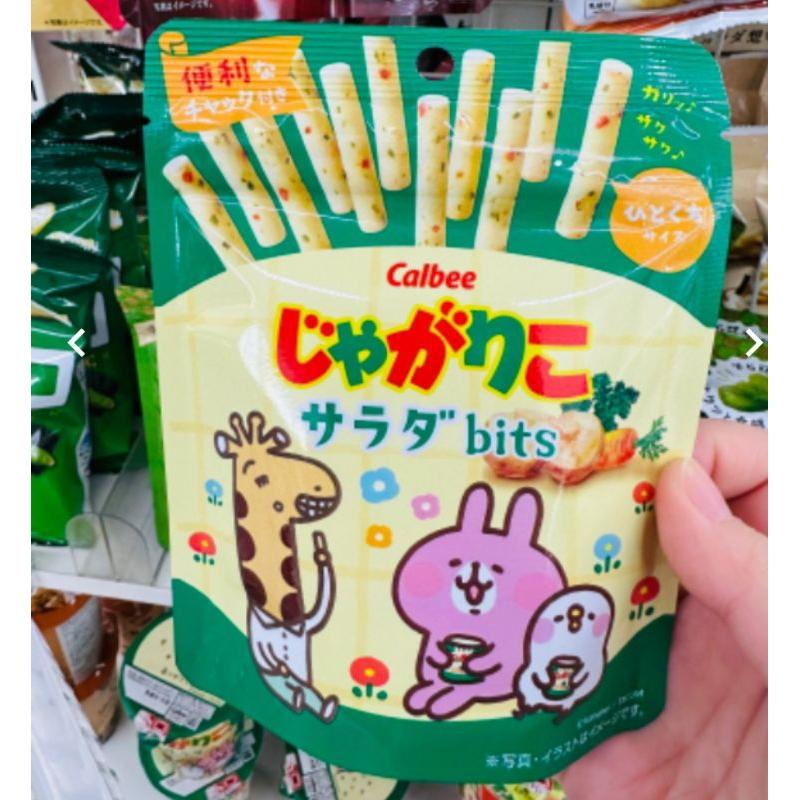 便利な
チャック付き
カリッ♪
ザク
ザク♪
ひとくち
サイズ
Calbee
じゃがりこ
サラダbits
※写真・イラストはイメージです。